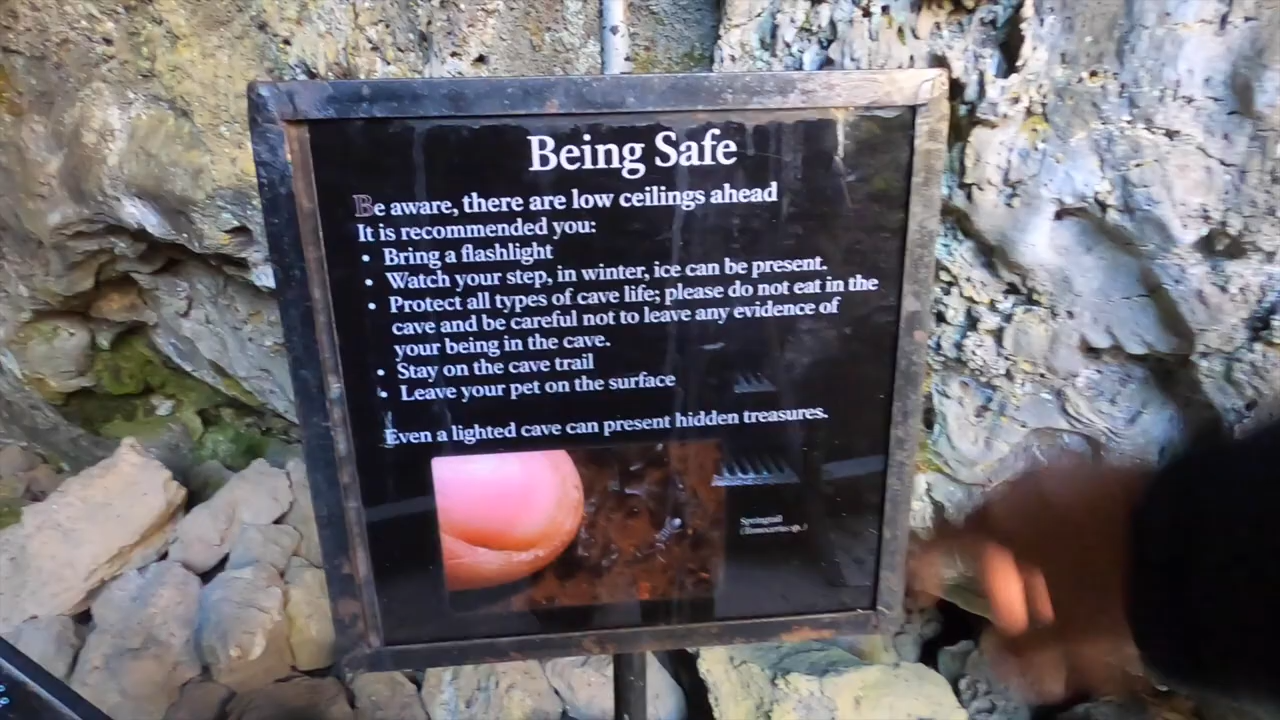 Being Safe
Be aware, there are low ceilings ahead
It is recommended you:
• Bring a flashlight
• Watch your step, in winter, ice can be present.
• Protect all types of cave life; please do not eat in the
cave and be careful not to leave any evidence of
your being in the cave.
• Stay on the cave trail
• Leave your pet on the surface
Even a lighted cave can present hidden treasures.
Springtail